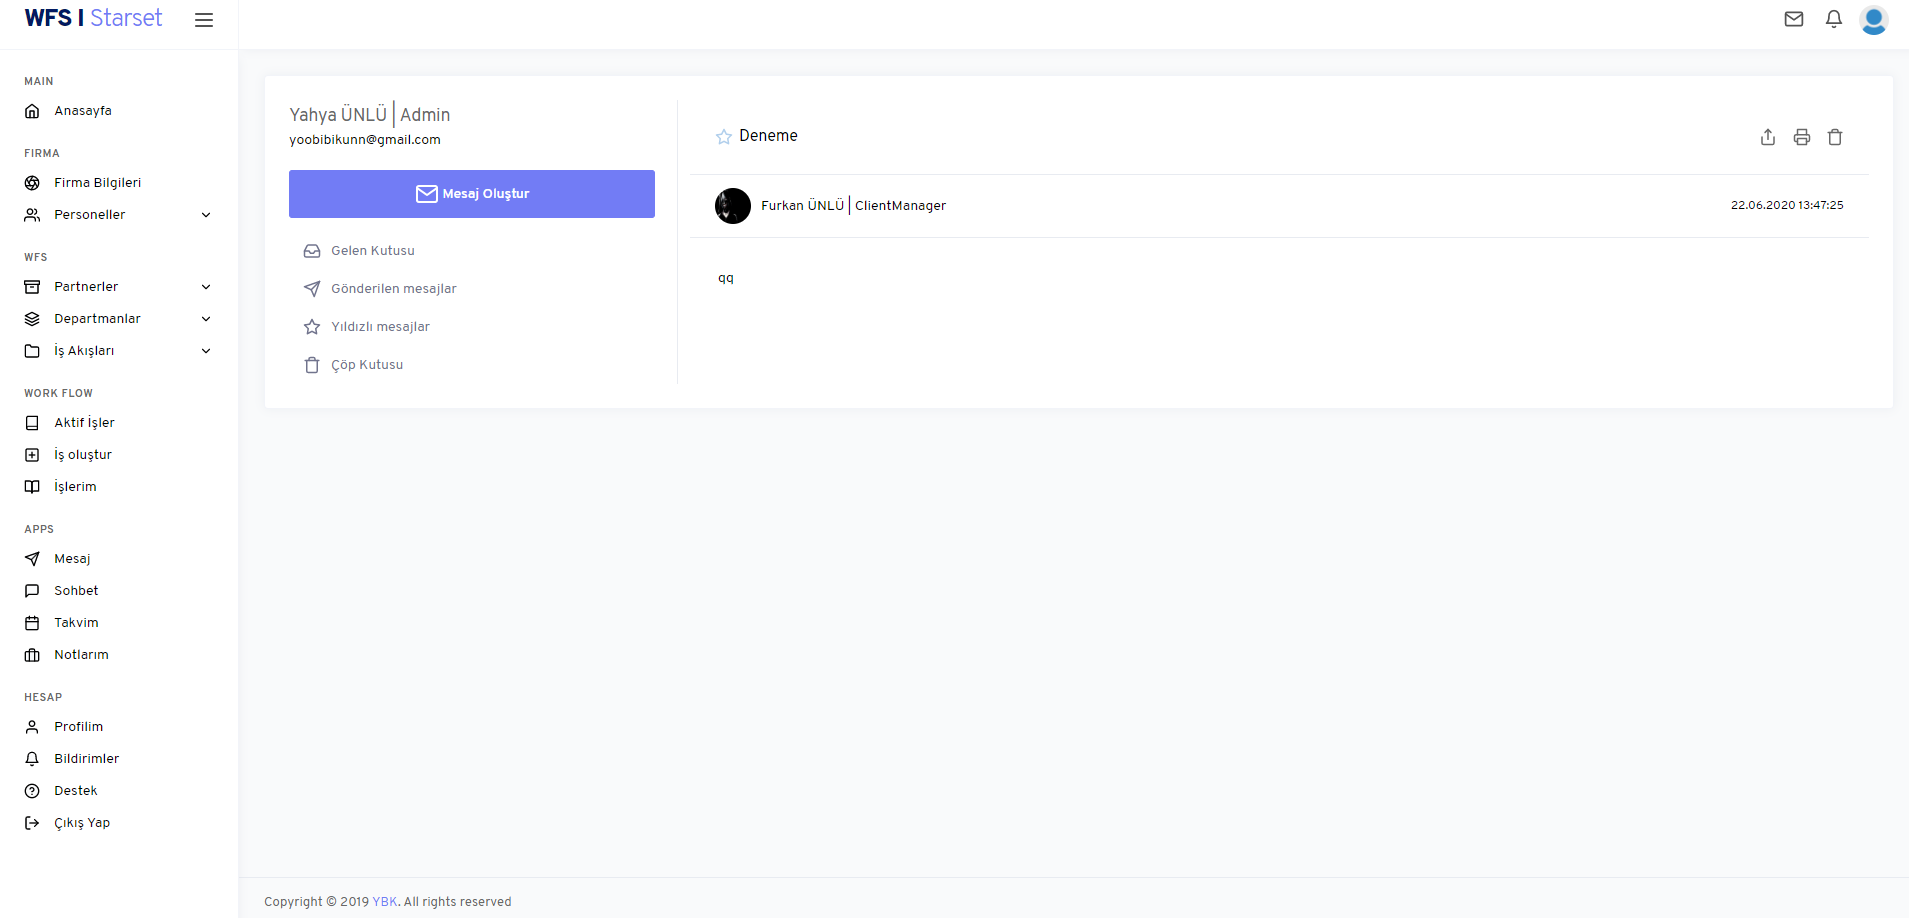 WFS I Starset
MAIN
Anasayfa
FIRMA
Firma Bilgileri
Personeller
WFS
Partnerler
Departmanlar
İş Akışları
WORK FLOW
Aktif İşler
İş oluştur
İşlerim
APPS
Mesaj
Sohbet
Takvim
Notlarım
HESAP
Profilim
Bildirimler
Destek
Çıkış Yap
Yahya ÜNLÜ | Admin
yoobibikunn@gmail.com
Mesaj Oluştur
Gelen Kutusu
Gönderilen mesajlar
Yıldızlı mesajlar
Çöp Kutusu
Deneme
Furkan ÜNLÜ | ClientManager
22.06.2020 13:47:25
qq
Copyright © 2019 YBK. All rights reserved